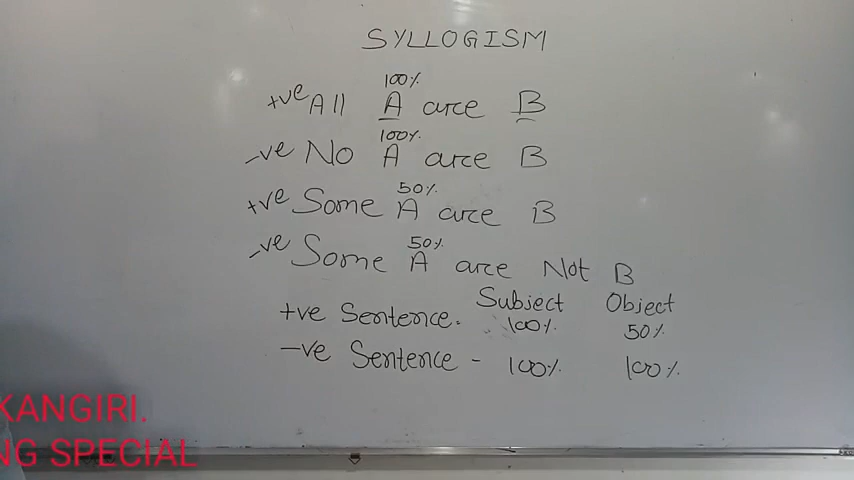 SYLLOGISM
100%
+ve All A are B
100%
-ve No A are B
50%
+ve Some A are B
50%
-ve Some A are Not B
Subject Object
+ve Sentence. 100% 50%
-ve Sentence - 100% 100%
KANGIRI.
NG SPECIAL